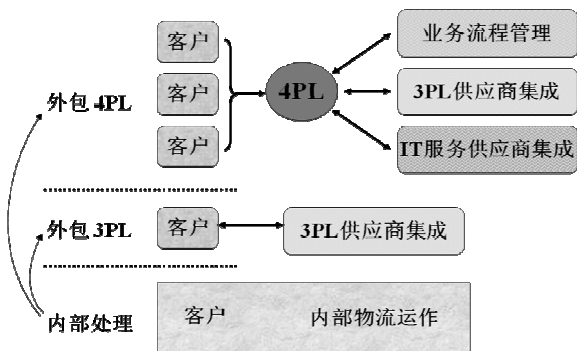 客户
业务流程管理
外包 4PL
客户
4PL
3PL供应商集成
客户
IT服务供应商集成
外包 3PL
客户
3PL供应商集成
内部处理
客户
内部物流运作